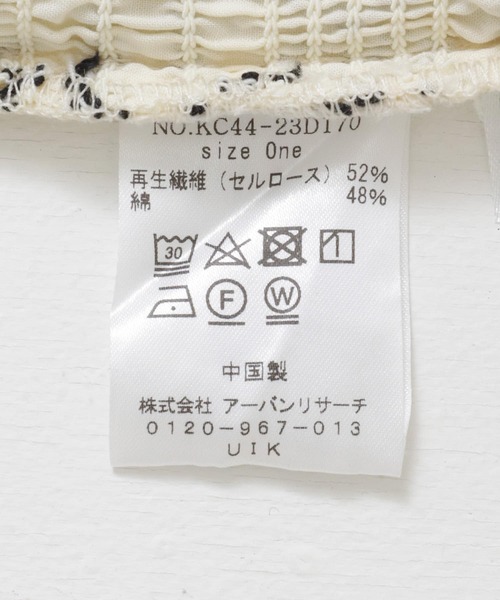 NO.KC44-23D170
size One
再生繊維（セルロース） 52%
綿 48%
30
F W
中国製
株式会社 アーバンリサーチ
0120-967-013
UIK